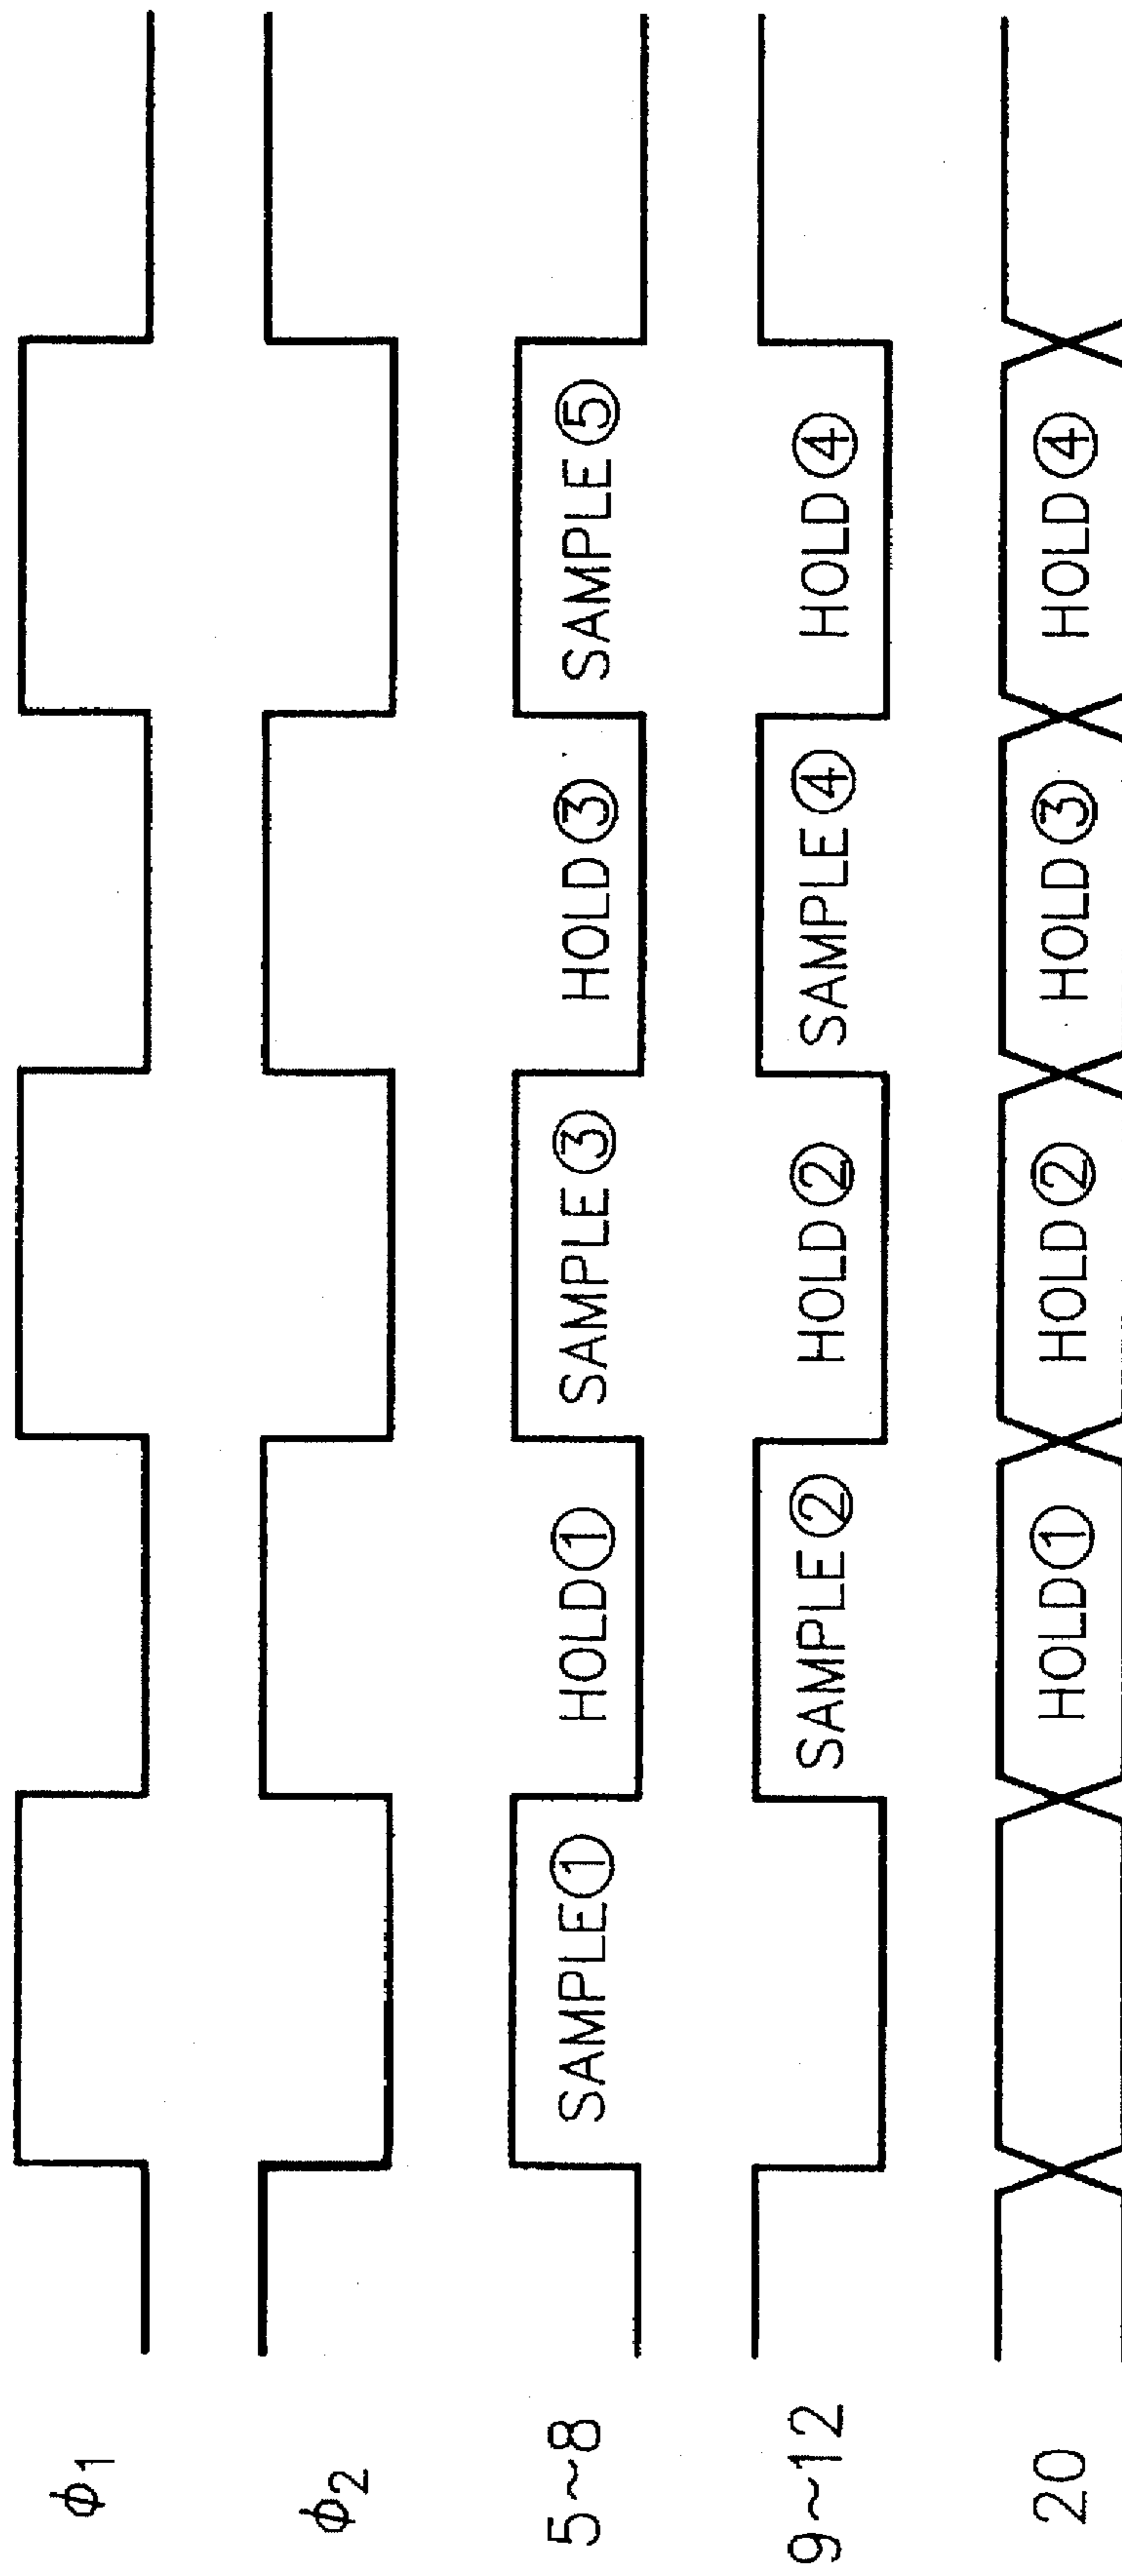 ϕ1
ϕ2
5~8 SAMPLE① HOLD① SAMPLE③ HOLD③ SAMPLE⑤
9~12 SAMPLE② HOLD② SAMPLE④ HOLD④
20 HOLD① HOLD② HOLD③ HOLD④